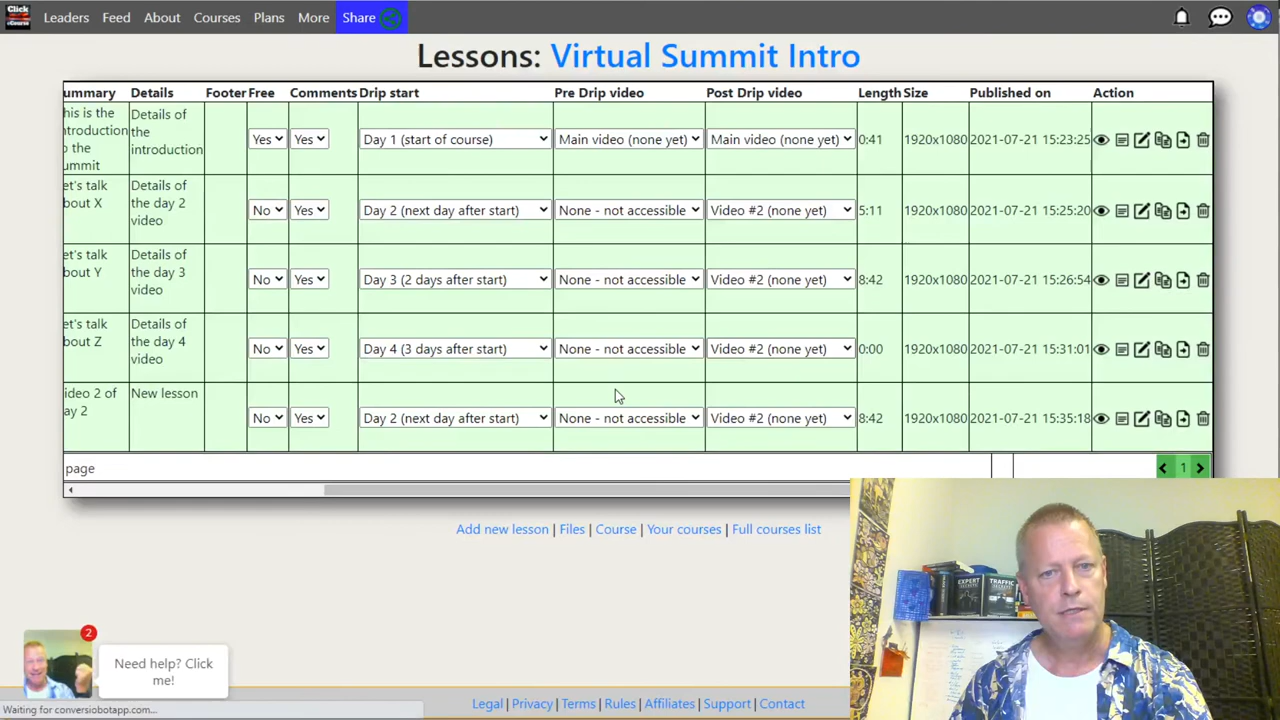 Click
eCourse
Leaders Feed About Courses Plans More Share
Lessons: Virtual Summit Intro
ummary Details Footer Free Comments Drip start Pre Drip video Post Drip video Length Size Published on Action
his is the
ntroduction
o the
ummit
Details of
the
introduction
Yes Yes Day 1 (start of course) Main video (none yet) Main video (none yet) 0:41 1920x1080 2021-07-21 15:23:25
et's talk
bout X
Details of
the day 2
video
No Yes Day 2 (next day after start) None - not accessible Video #2 (none yet) 5:11 1920x1080 2021-07-21 15:25:20
et's talk
bout Y
Details of
the day 3
video
No Yes Day 3 (2 days after start) None - not accessible Video #2 (none yet) 8:42 1920x1080 2021-07-21 15:26:54
et's talk
bout Z
Details of
the day 4
video
No Yes Day 4 (3 days after start) None - not accessible Video #2 (none yet) 0:00 1920x1080 2021-07-21 15:31:01
ideo 2 of
ay 2
New lesson
No Yes Day 2 (next day after start) None - not accessible Video #2 (none yet) 8:42 1920x1080 2021-07-21 15:35:18
page
1
Add new lesson | Files | Course | Your courses | Full courses list
EXPERT
SECRETS
TRAFFIC
SECRETS
2
Need help? Click
me!
Waiting for conversiobotapp.com...
Legal | Privacy | Terms | Rules | Affiliates | Support | Contact